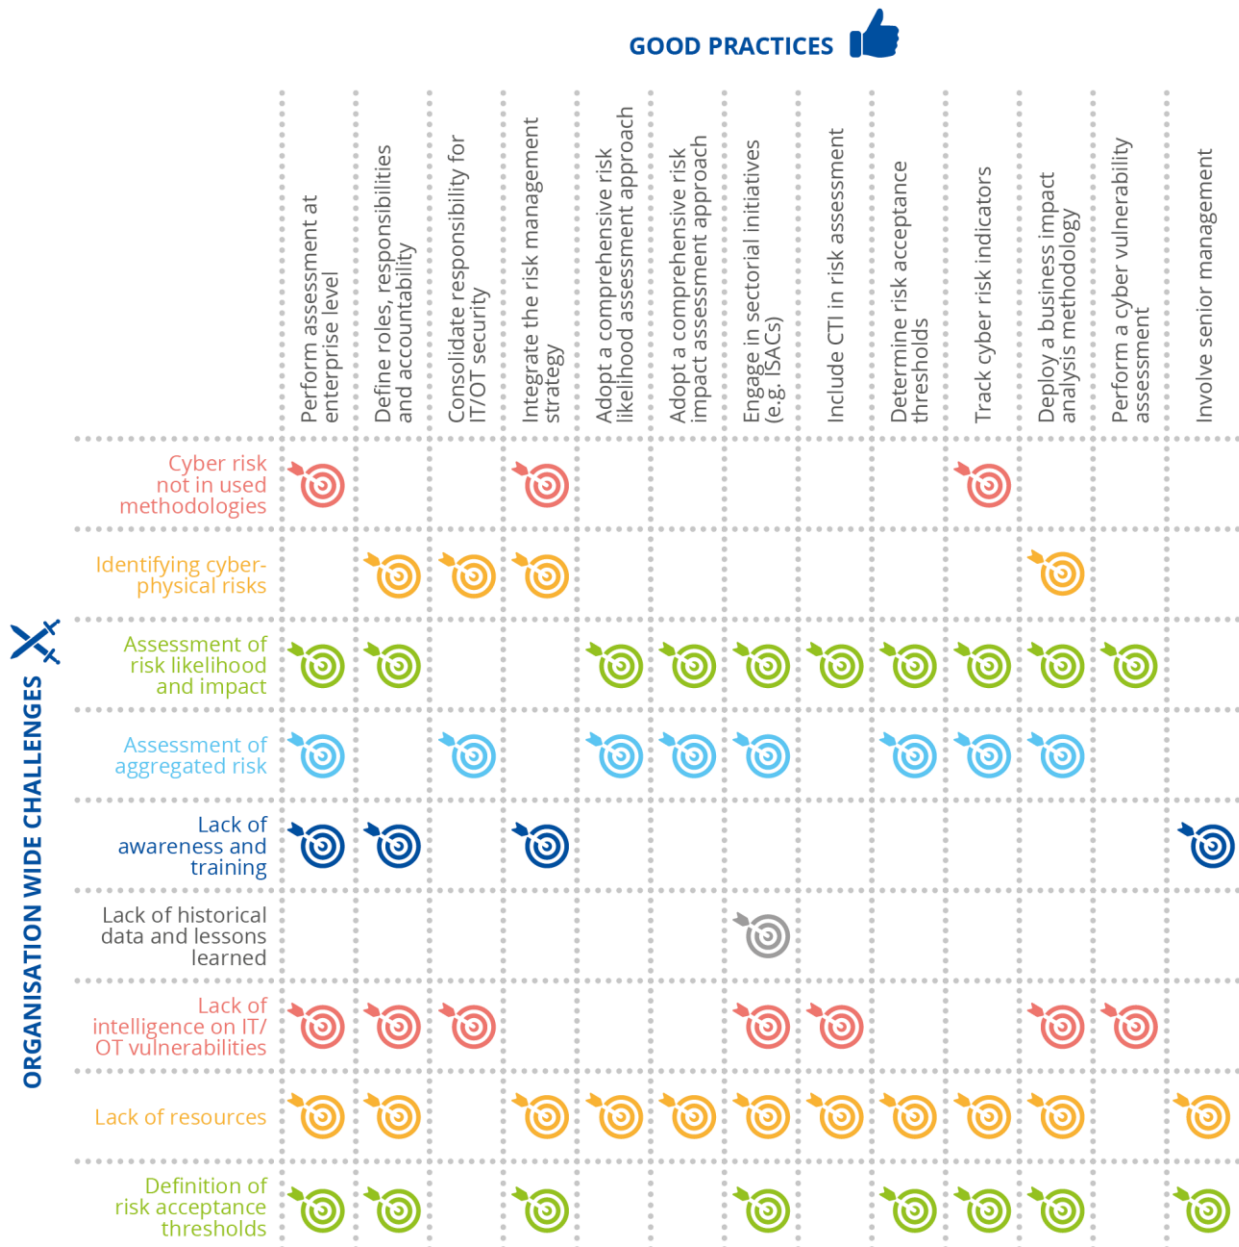 GOOD PRACTICES
Perform assessment at
enterprise level
Define roles, responsibilities
and accountability
Consolidate responsibility for
IT/OT security
Integrate the risk management
strategy
Adopt a comprehensive risk
likelihood assessment approach
Adopt a comprehensive risk
impact assessment approach
Engage in sectorial initiatives
(e.g. ISACs)
Include CTI in risk assessment
Determine risk acceptance
thresholds
Track cyber risk indicators
Deploy a business impact
analysis methodology
Perform a cyber vulnerability
assessment
Involve senior management
ORGANISATION WIDE CHALLENGES
Cyber risk
not in used
methodologies
Identifying cyber-
physical risks
Assessment of
risk likelihood
and impact
Assessment of
aggregated risk
Lack of
awareness and
training
Lack of historical
data and lessons
learned
Lack of
intelligence on IT/
OT vulnerabilities
Lack of resources
Definition of
risk acceptance
thresholds